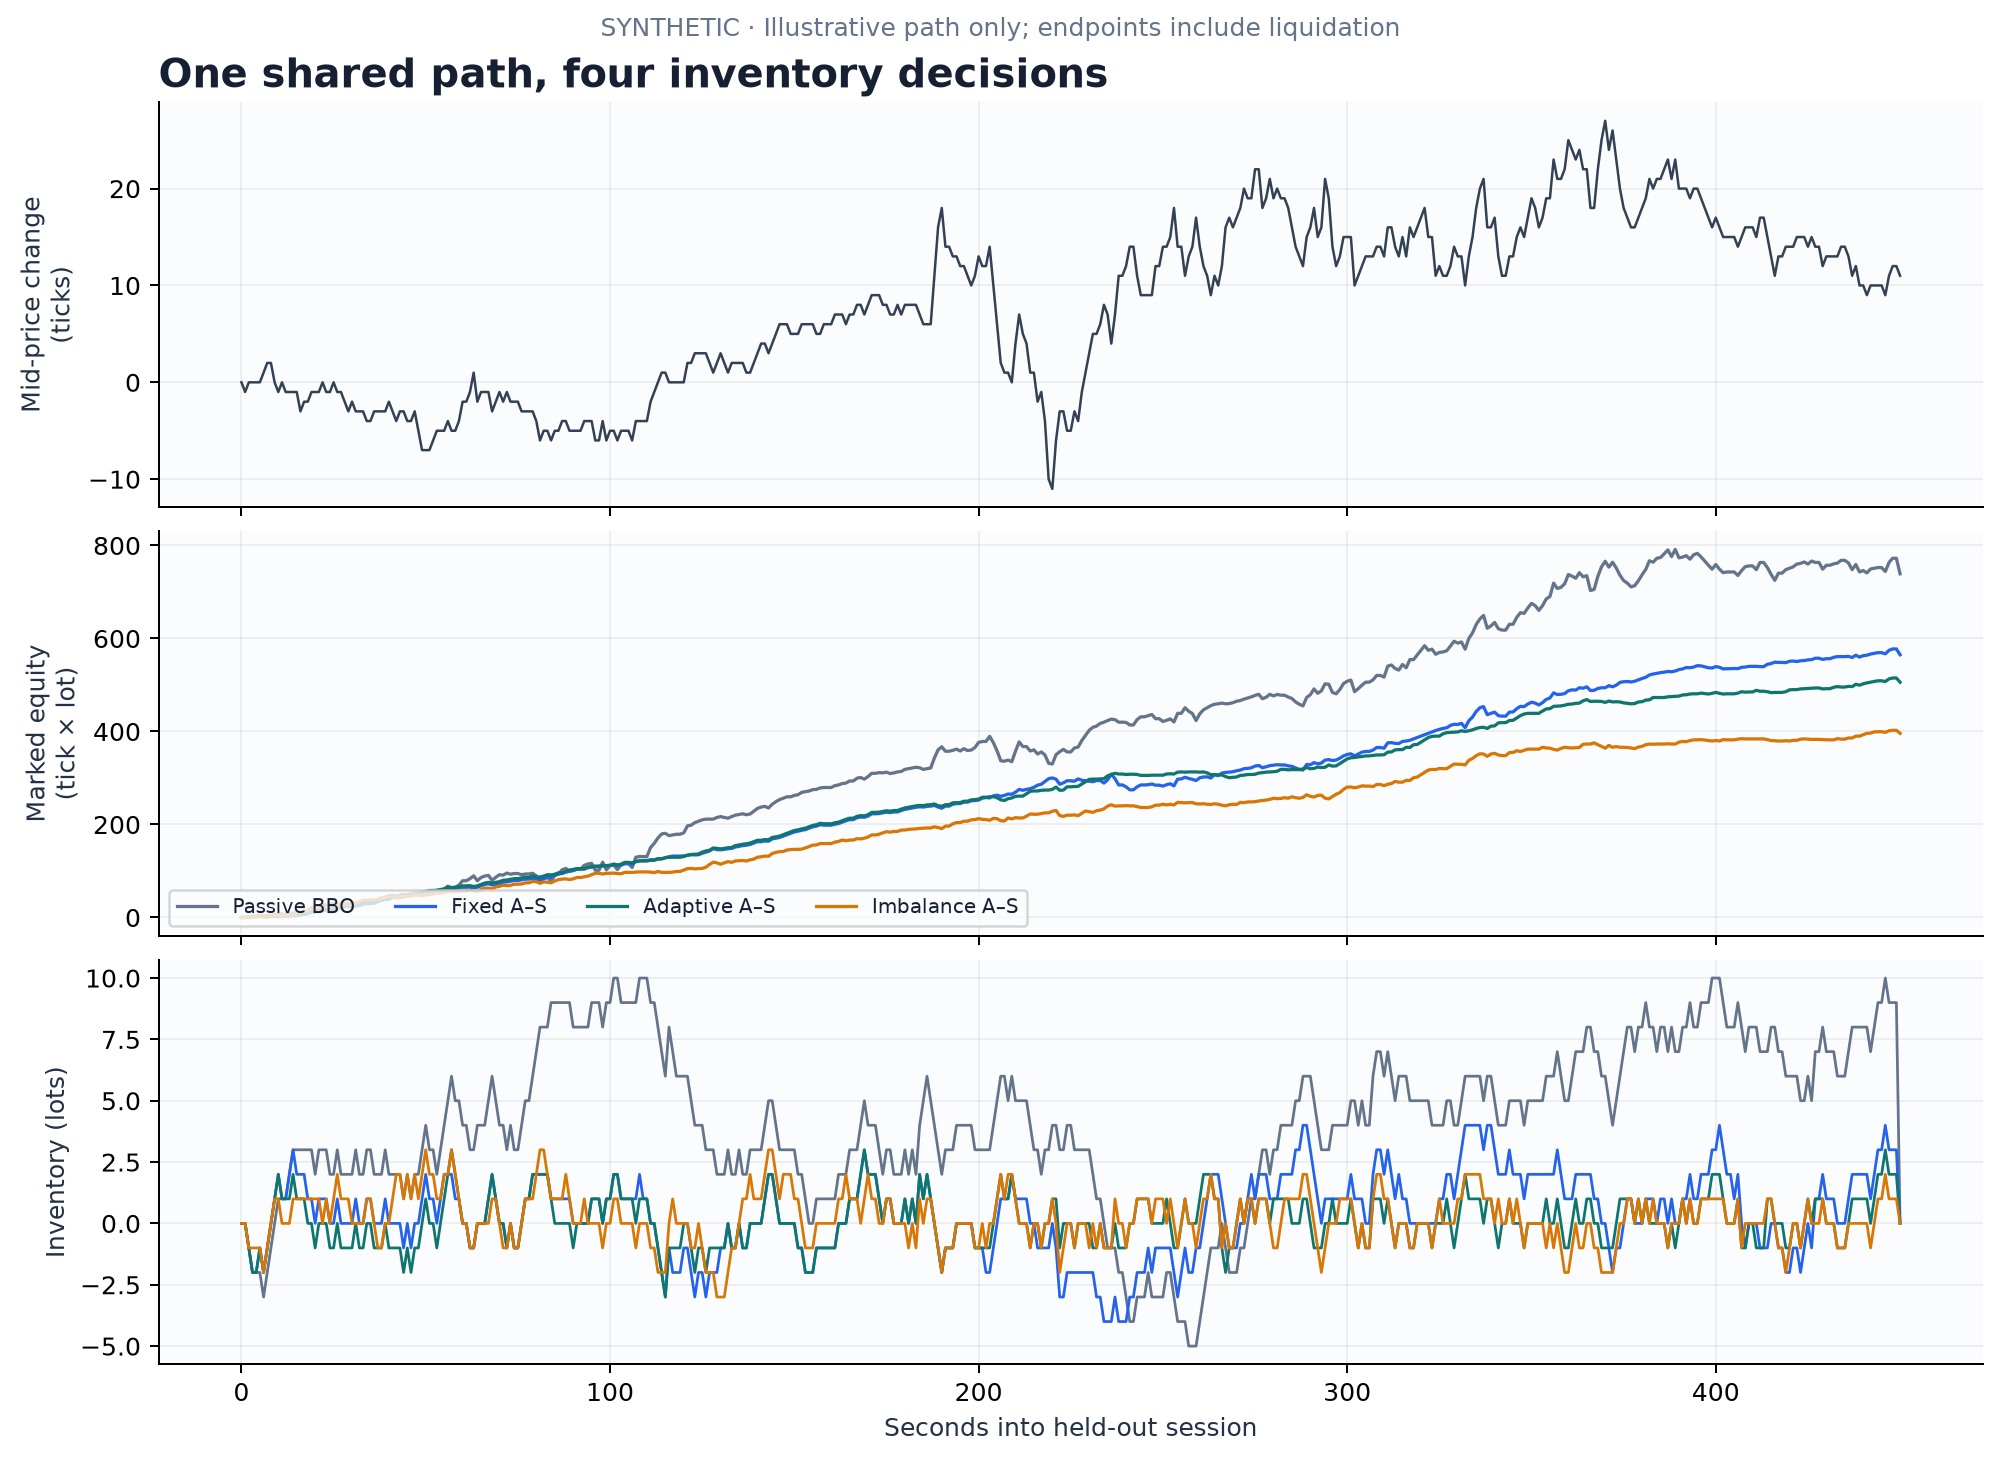 SYNTHETIC · Illustrative path only; endpoints include liquidation
One shared path, four inventory decisions
Mid-price change
(ticks)
20
10
0
−10
Marked equity
(tick × lot)
800
600
400
200
0
Passive BBO
Fixed A–S
Adaptive A–S
Imbalance A–S
Inventory (lots)
10.0
7.5
5.0
2.5
0.0
−2.5
−5.0
0 100 200 300 400
Seconds into held-out session